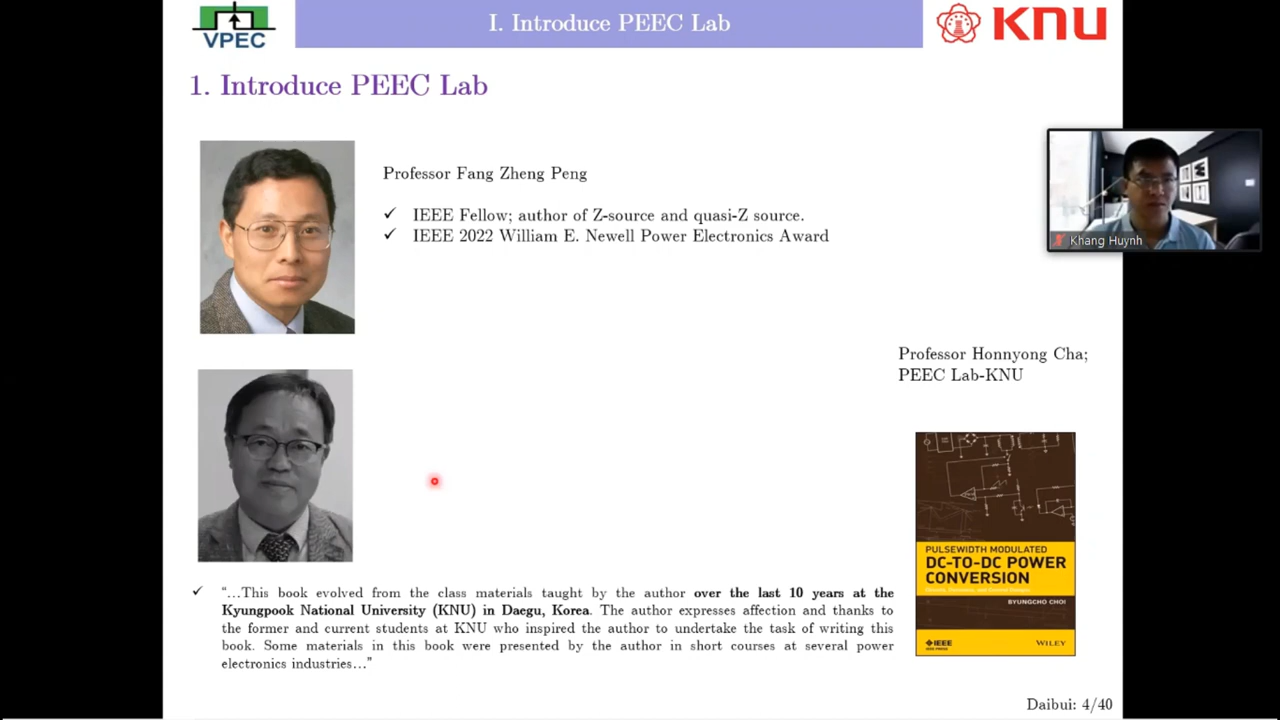 VPEC
I. Introduce PEEC Lab
KNU
1. Introduce PEEC Lab
Professor Fang Zheng Peng
✓ IEEE Fellow; author of Z-source and quasi-Z source.
✓ IEEE 2022 William E. Newell Power Electronics Award
Khang Huynh
Professor Honnyong Cha;
PEEC Lab-KNU
PULSEWIDTH MODULATED
DC-TO-DC POWER
CONVERSION
BYUNGCHO CHOI
IEEE
IEEE PRESS
WILEY
✓ “...This book evolved from the class materials taught by the author over the last 10 years at the
Kyungpook National University (KNU) in Daegu, Korea. The author expresses affection and thanks to
the former and current students at KNU who inspired the author to undertake the task of writing this
book. Some materials in this book were presented by the author in short courses at several power
electronics industries...”
Daibui: 4/40